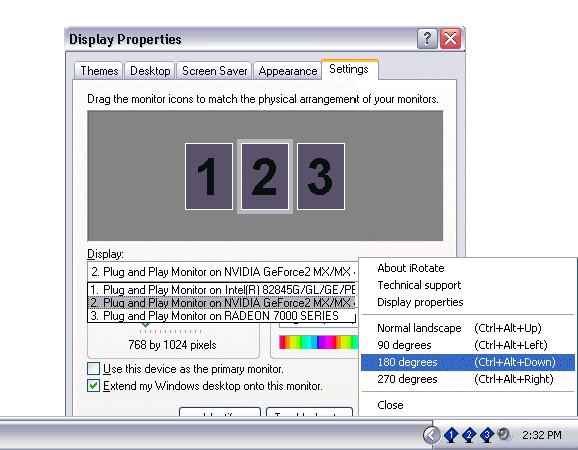 Display Properties
?
Themes
Desktop
Screen Saver
Appearance
Settings
Drag the monitor icons to match the physical arrangement of your monitors.
1 2 3
Display:
2. Plug and Play Monitor on NVIDIA GeForce2 MX/MX
1. Plug and Play Monitor on Intel(R) 82845G/GL/GE/PE
2. Plug and Play Monitor on NVIDIA GeForce2 MX/MX
3. Plug and Play Monitor on RADEON 7000 SERIES
768 by 1024 pixels
Use this device as the primary monitor.
Extend my Windows desktop onto this monitor.
About iRotate
Technical support
Display properties
Normal landscape (Ctrl+Alt+Up)
90 degrees (Ctrl+Alt+Left)
180 degrees (Ctrl+Alt+Down)
270 degrees (Ctrl+Alt+Right)
Close
1 2 3 2:32 PM